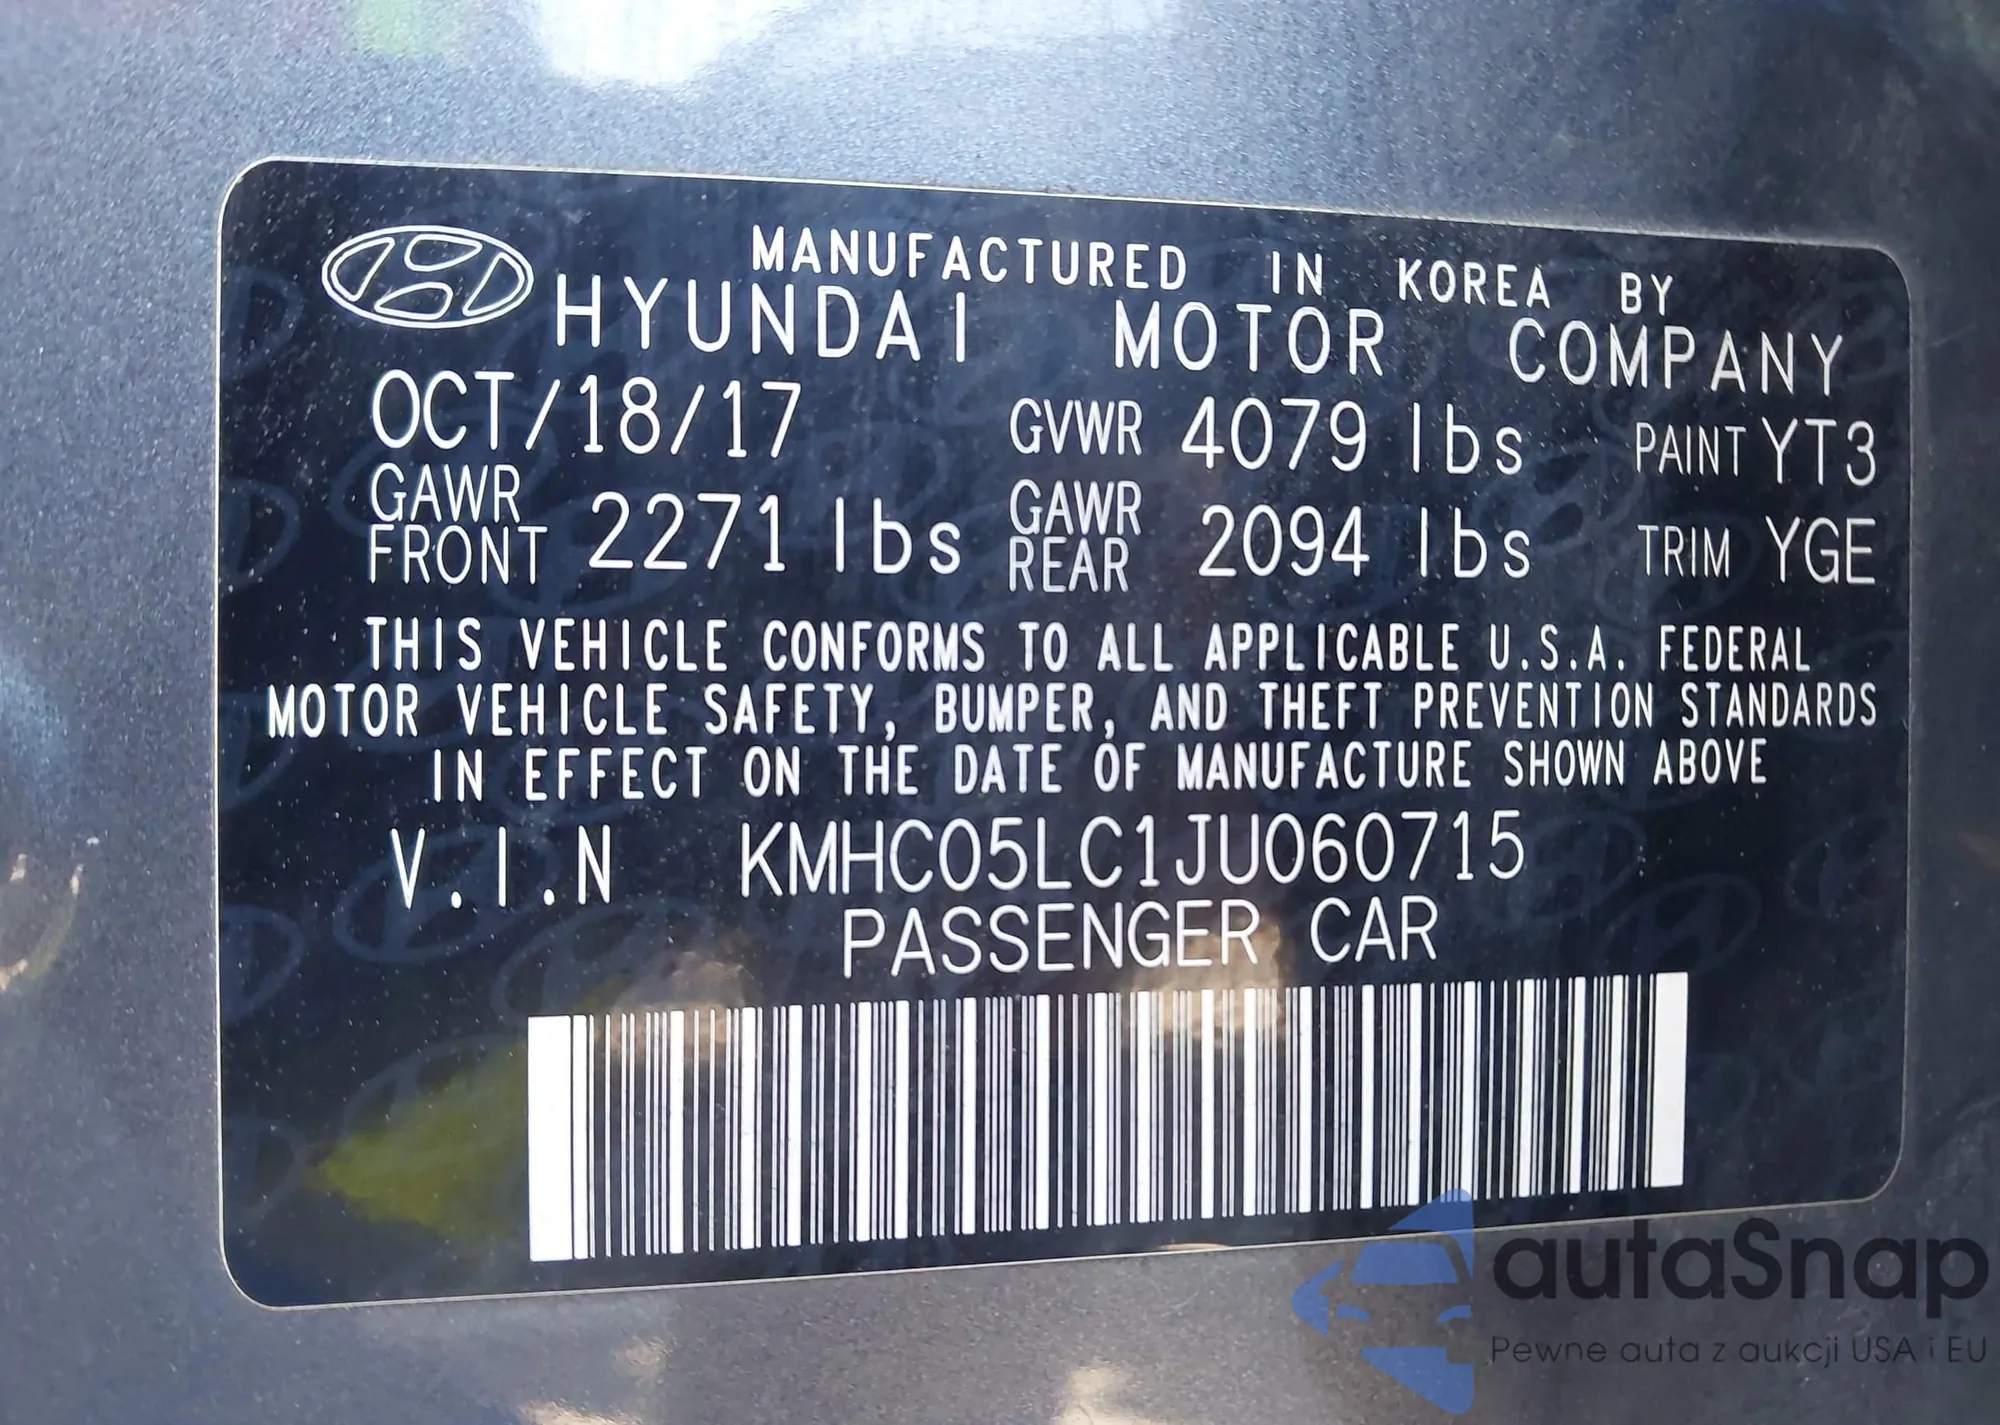 MANUFACTURED IN KOREA BY
HYUNDAI MOTOR COMPANY
OCT/18/17 GVWR 4079 lbs PAINT YT3
GAWR FRONT 2271 lbs GAWR REAR 2094 lbs TRIM YGE
THIS VEHICLE CONFORMS TO ALL APPLICABLE U.S.A. FEDERAL
MOTOR VEHICLE SAFETY, BUMPER, AND THEFT PREVENTION STANDARDS
IN EFFECT ON THE DATE OF MANUFACTURE SHOWN ABOVE
V.I.N KMHC05LC1JU060715
PASSENGER CAR
autaSnap
Pewne auta z aukcji USA i EU